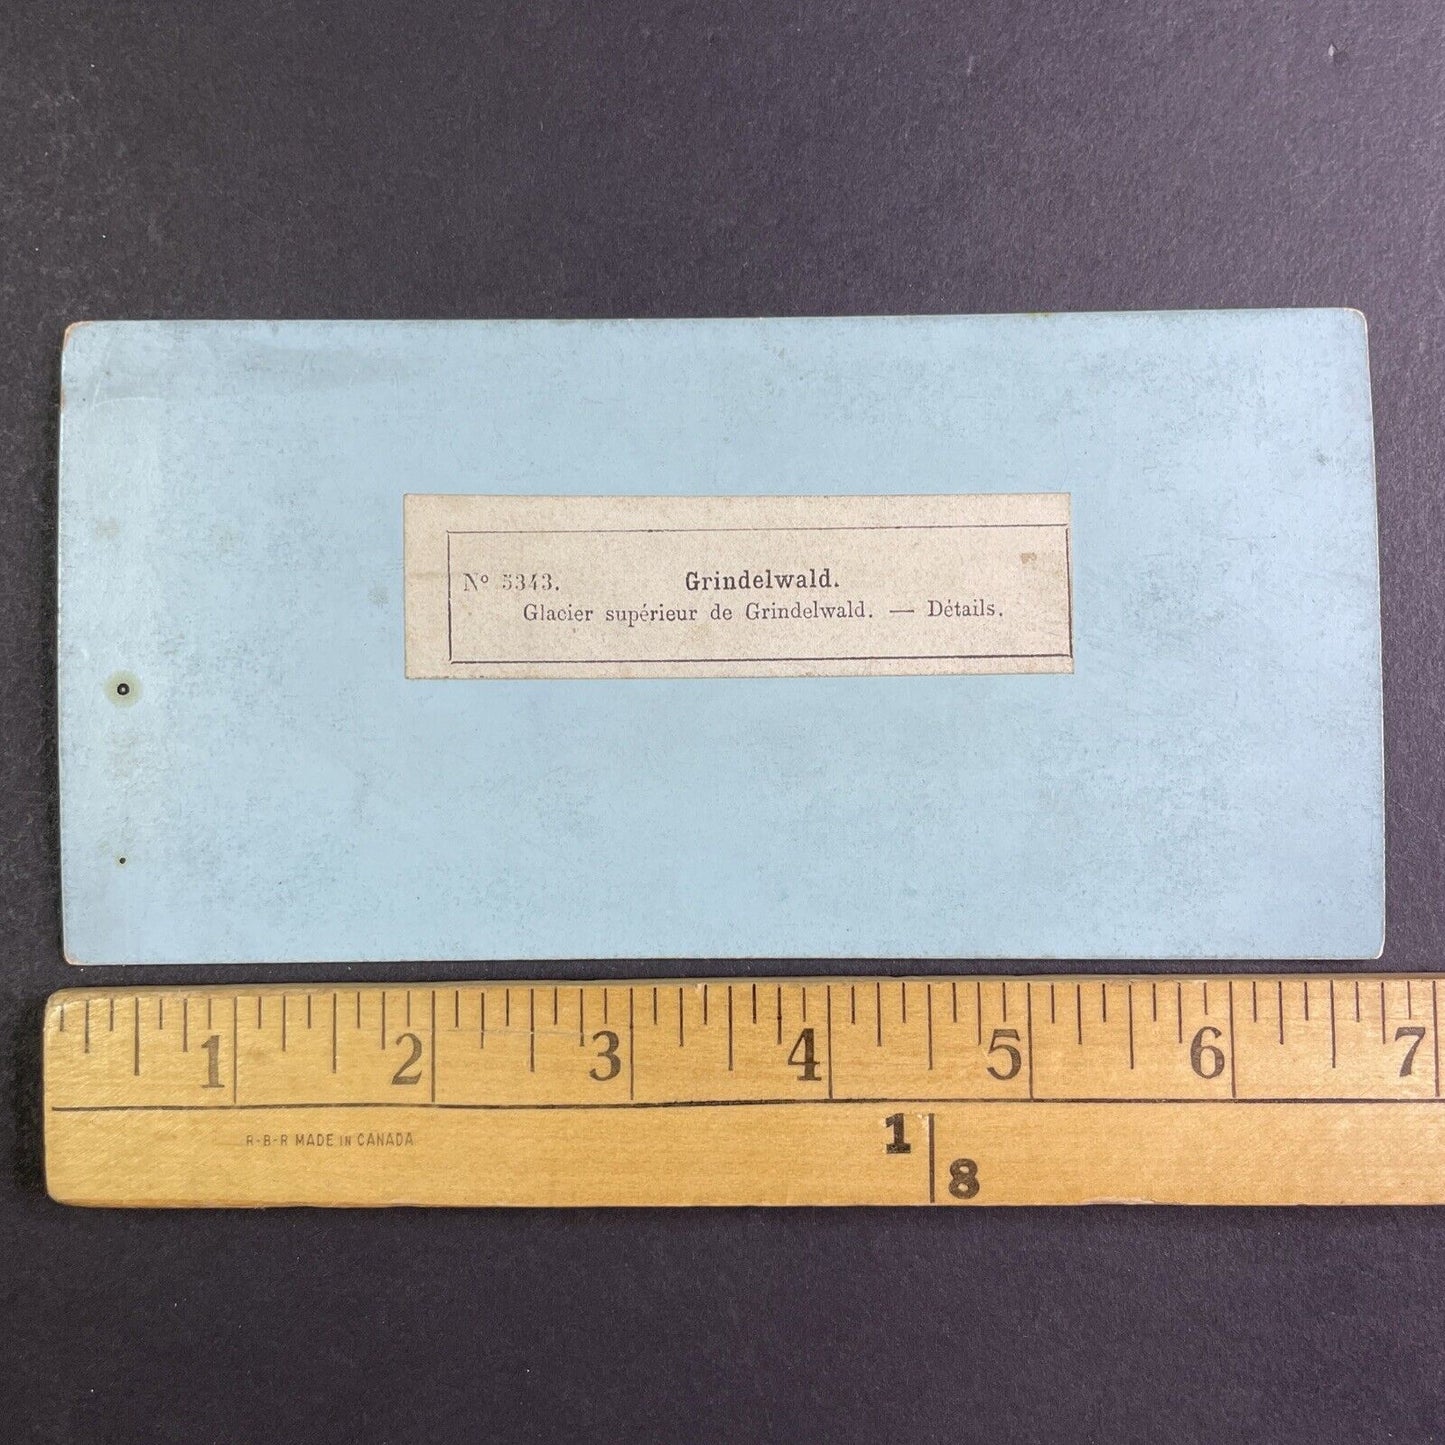 Nº 5343. Grindelwald.
Glacier supérieur de Grindelwald. — Détails.
1 2 3 4 5 6 7
R-B-R MADE IN CANADA
1
8